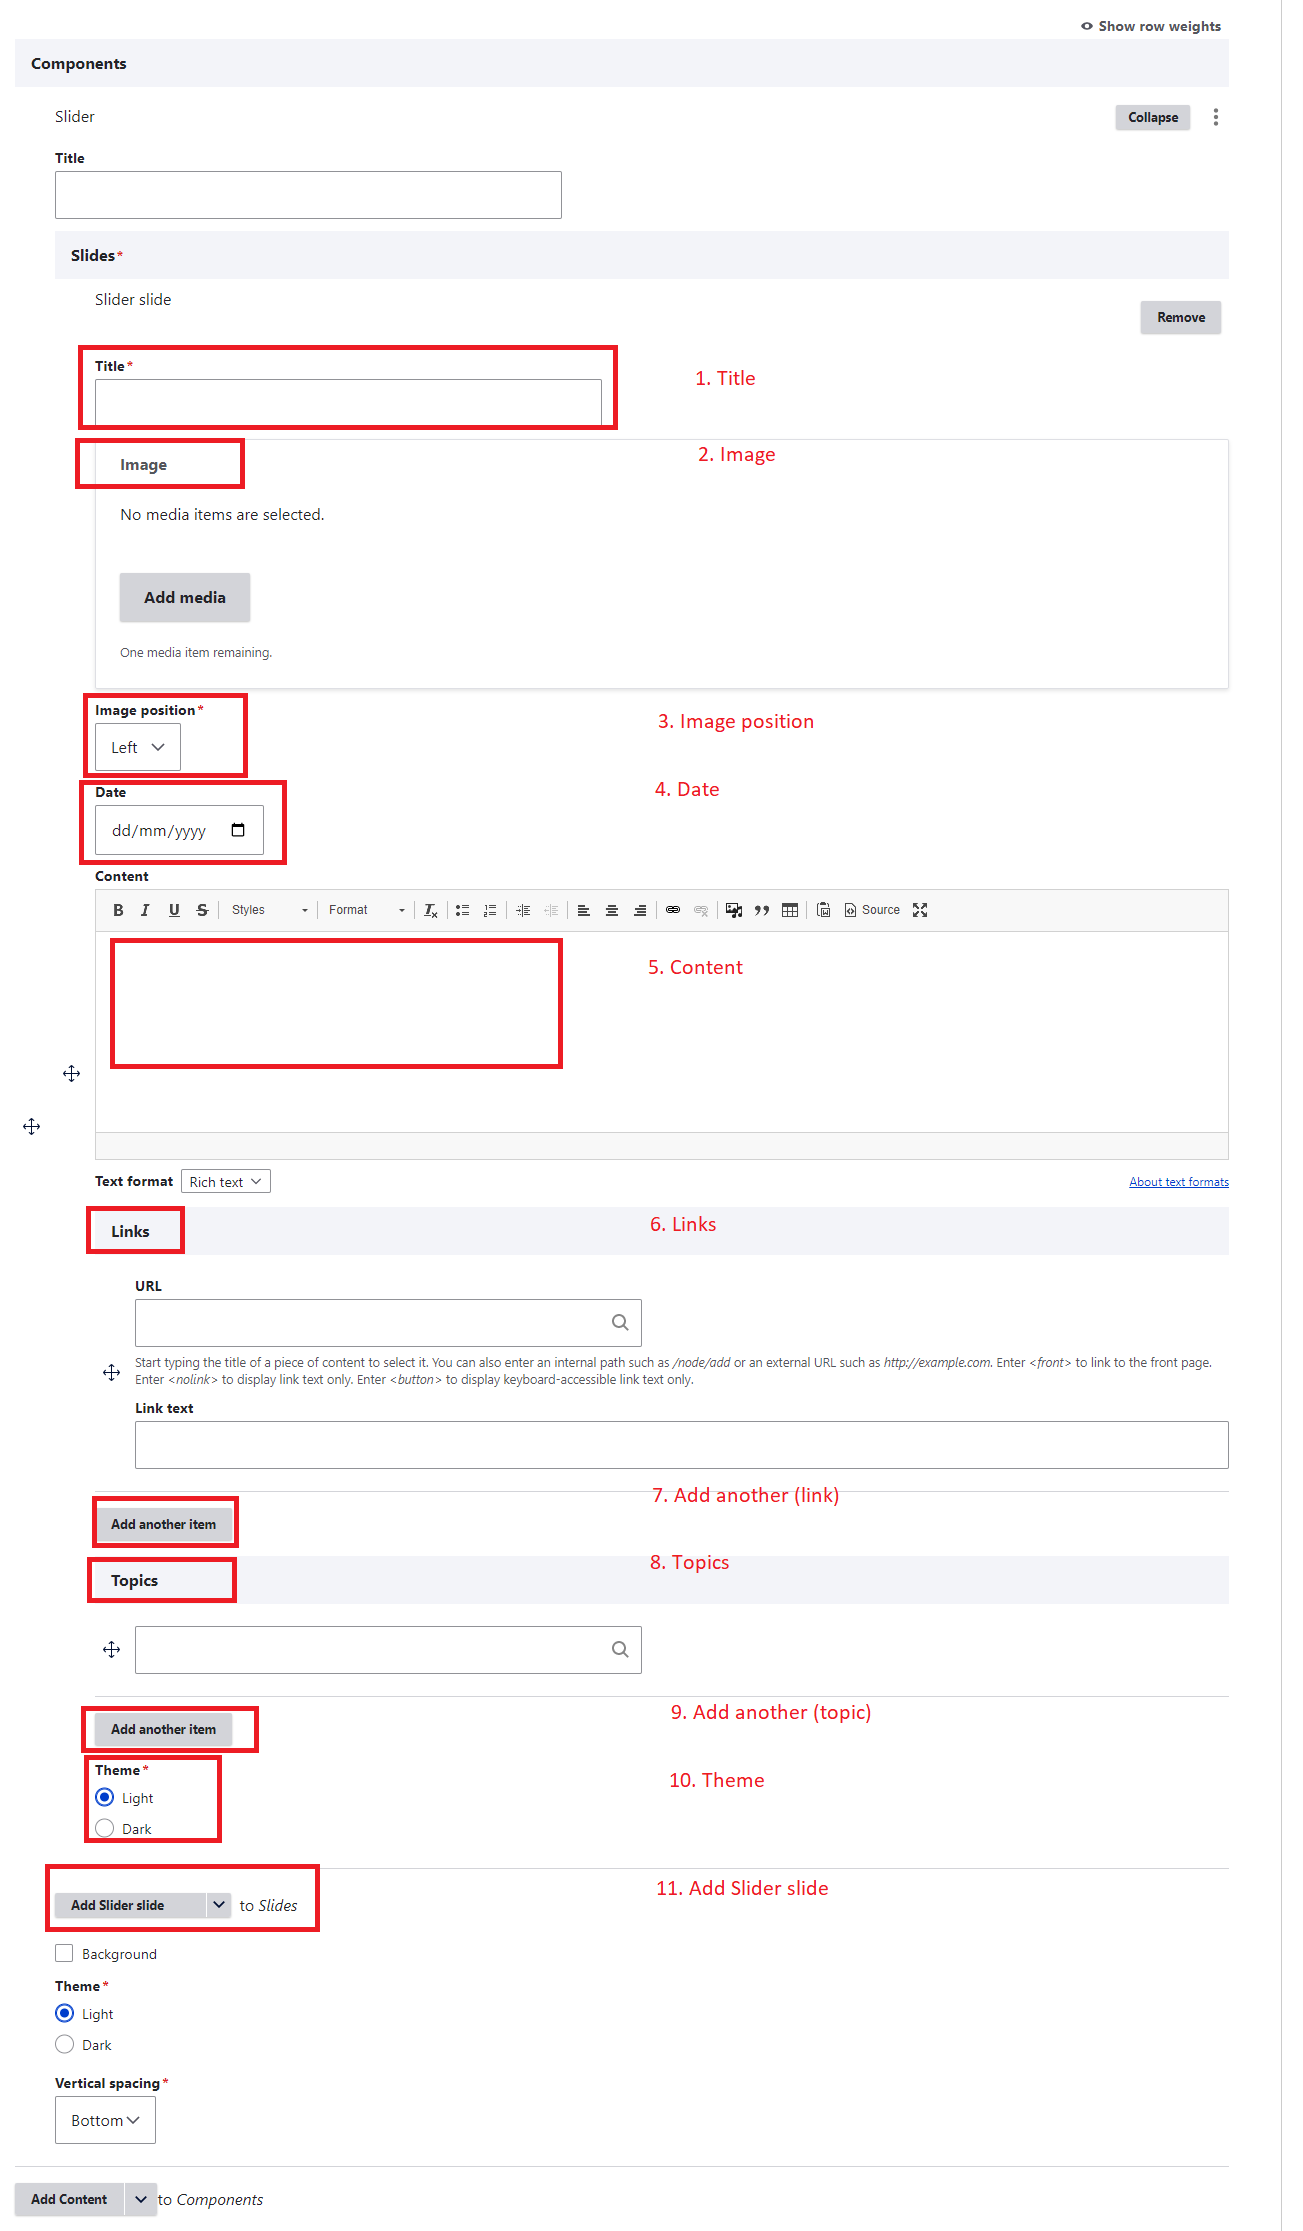 Show row weights
Components
Slider
Collapse
Title
Slides*
Slider slide
Remove
Title*
1. Title
Image
2. Image
No media items are selected.
Add media
One media item remaining.
Image position*
3. Image position
Left
4. Date
Date
dd/mm/yyyy
Content
B I U S Styles Format Tx Source
5. Content
Text format Rich text About text formats
Links
6. Links
URL
Start typing the title of a piece of content to select it. You can also enter an internal path such as /node/add or an external URL such as http://example.com. Enter <front> to link to the front page.
Enter <nolink> to display link text only. Enter <button> to display keyboard-accessible link text only.
Link text
7. Add another (link)
Add another item
8. Topics
Topics
9. Add another (topic)
Add another item
Theme*
10. Theme
Light
Dark
11. Add Slider slide
Add Slider slide to Slides
Background
Theme*
Light
Dark
Vertical spacing*
Bottom
Add Content to Components